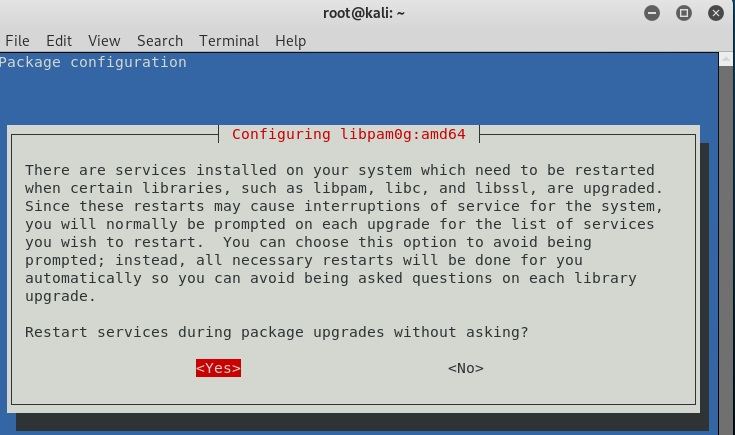 root@kali: ~
File Edit View Search Terminal Help
Package configuration
Configuring libpam0g:amd64
There are services installed on your system which need to be restarted
when certain libraries, such as libpam, libc, and libssl, are upgraded.
Since these restarts may cause interruptions of service for the system,
you will normally be prompted on each upgrade for the list of services
you wish to restart.  You can choose this option to avoid being
prompted; instead, all necessary restarts will be done for you
automatically so you can avoid being asked questions on each library
upgrade.
Restart services during package upgrades without asking?
<Yes> <No>